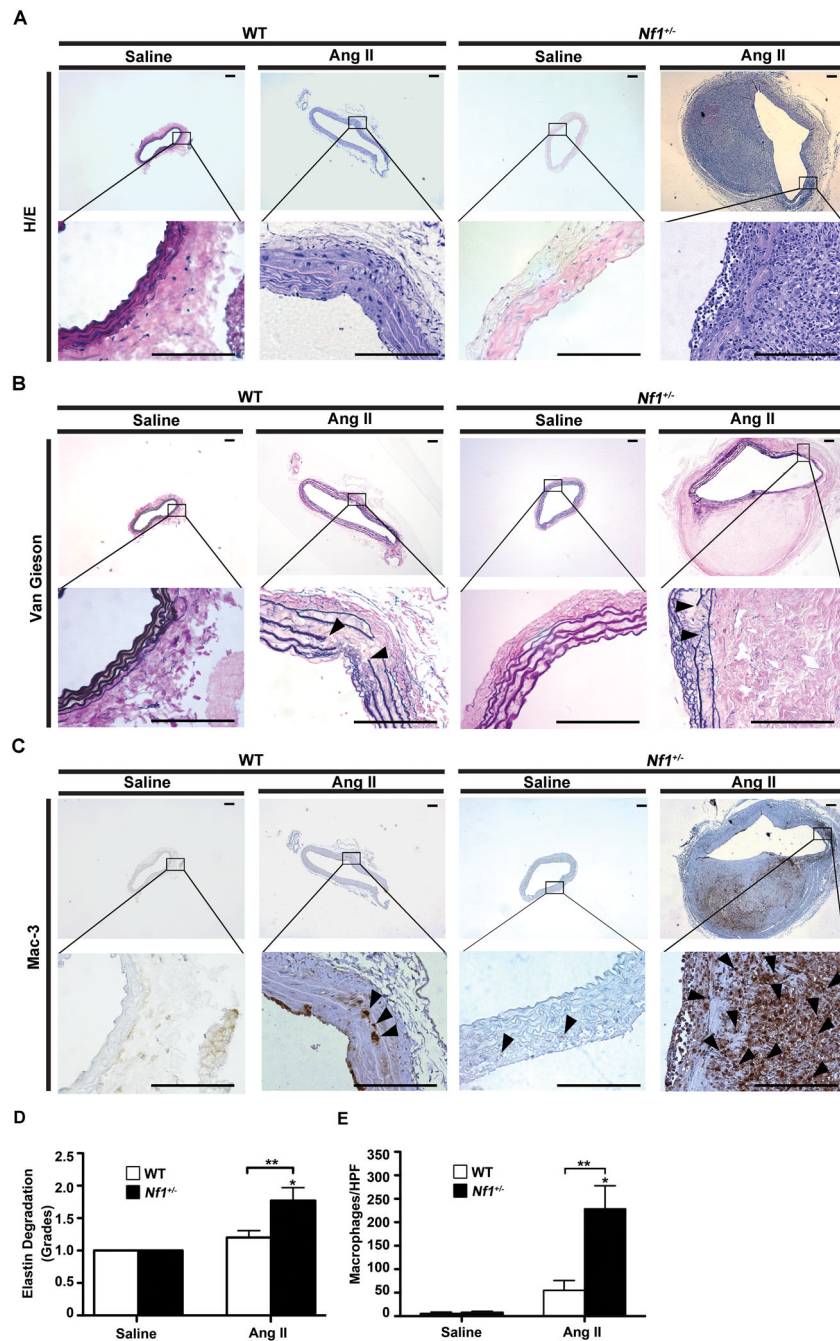 A
WT
Nf1+/-
Saline
Ang II
Saline
Ang II
H/E
B
WT
Nf1+/-
Saline
Ang II
Saline
Ang II
Van Gieson
C
WT
Nf1+/-
Saline
Ang II
Saline
Ang II
Mac-3
D
E
Elastin Degradation
(Grades)
2.5
2.0
1.5
1.0
0.5
0
WT
Nf1+/-
**
*
Saline
Ang II
Macrophages/HPF
350
300
250
200
150
100
50
0
WT
Nf1+/-
**
*
Saline
Ang II